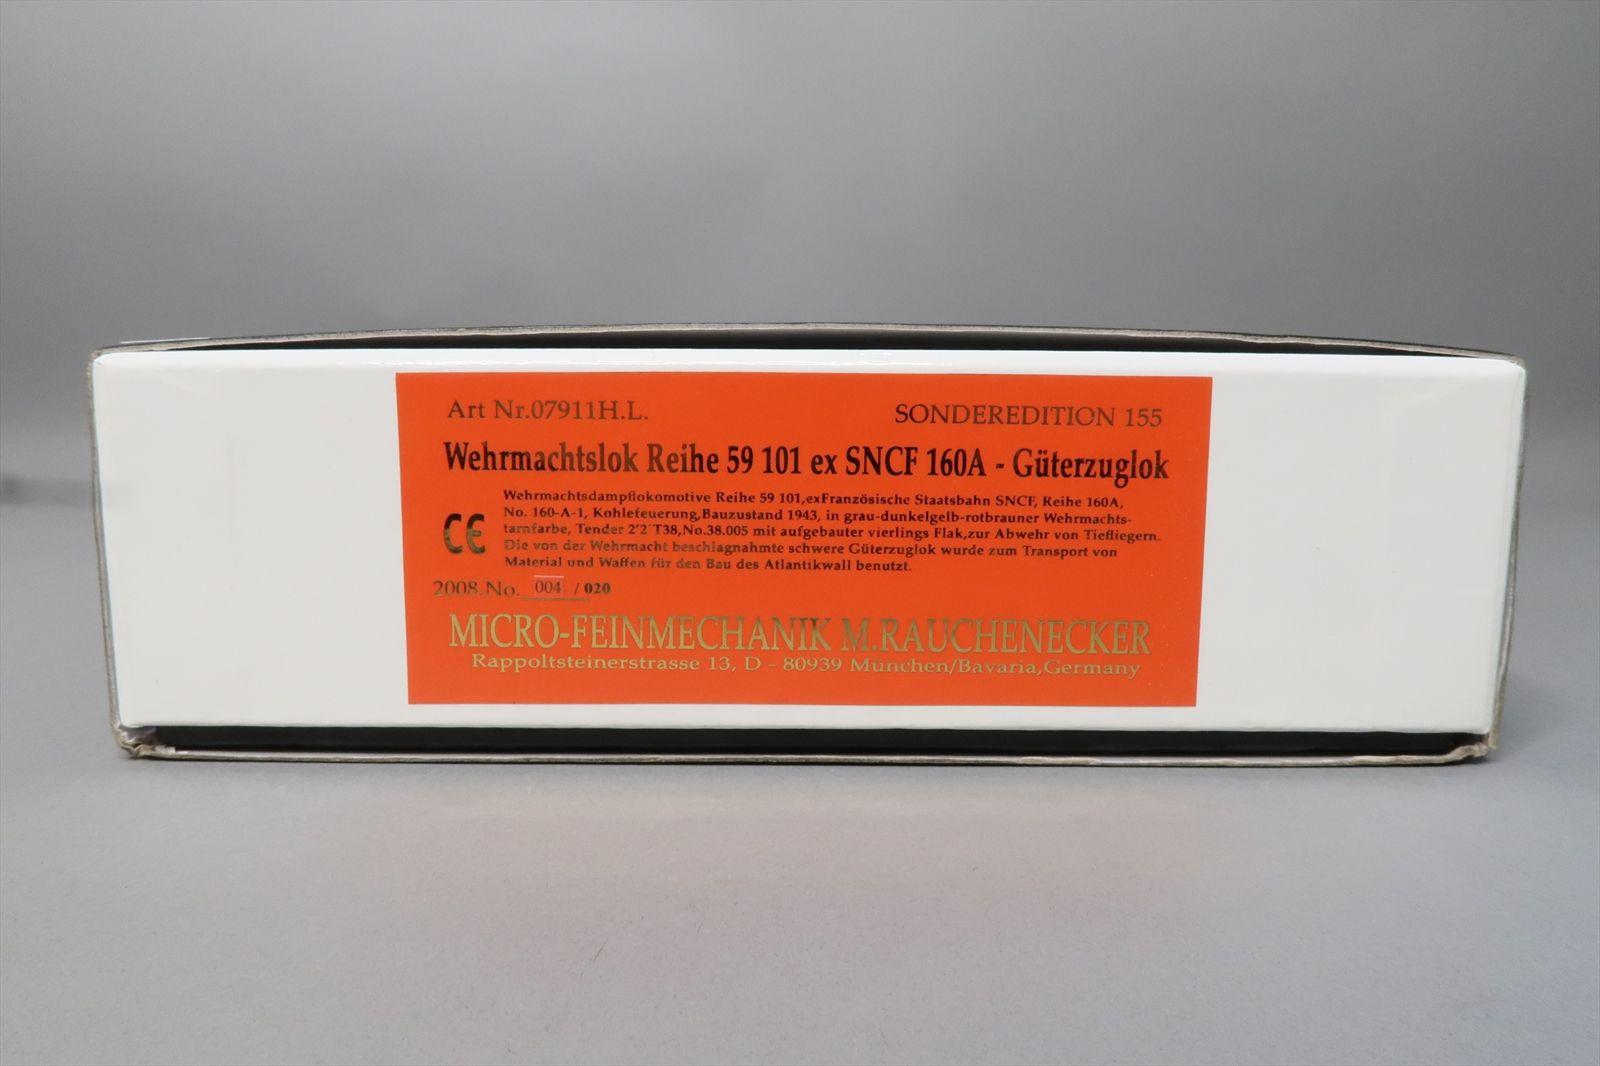 Art Nr.07911H.L.
SONDEREDITION 155
Wehrmachtslok Reihe 59 101 ex SNCF 160A - Güterzuglok
CE
Wehrmachtsdampflokomotive Reihe 59 101,exFranzösische Staatsbahn SNCF, Reihe 160A,
No. 160-A-1, Kohlefeuerung,Bauzustand 1943, in grau-dunkelgelb-rotbrauner Wehrmachts-
tarnfarbe, Tender 2'2´T38,No.38.005 mit aufgebauter vierlings Flak,zur Abwehr von Tieffliegern.
Die von der Wehrmacht beschlagnahmte schwere Güterzuglok wurde zum Transport von
Material und Waffen für den Bau des Atlantikwall benutzt.
2008.No. 004 / 020
MICRO-FEINMECHANIK M.RAUCHENECKER
Rappoltsteinerstrasse 13, D - 80939 München/Bavaria,Germany